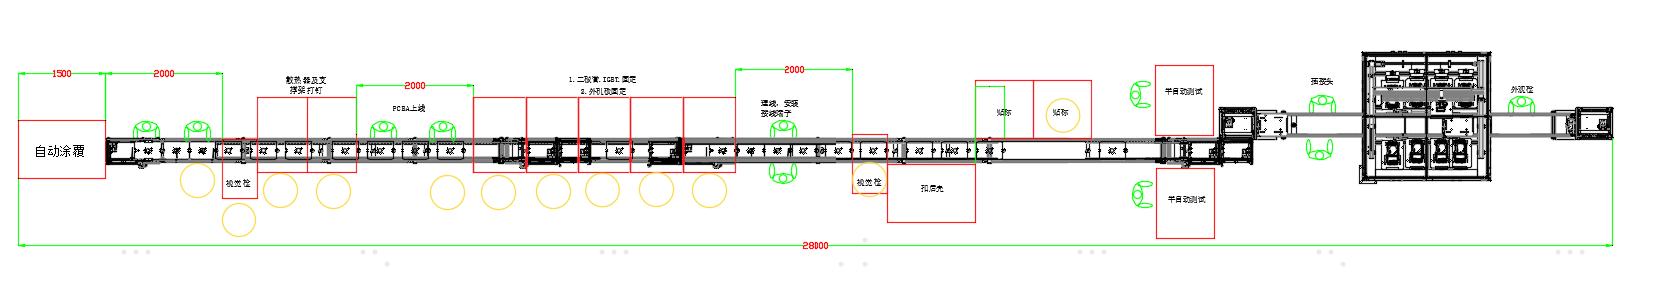 1500
2000
散热器及支
撑架打钉
2000
PCBA上线
1.二极管.IGBT.固定
2.外机板固定
2000
理线，安装
接线端子
贴标
贴标
半自动测试
插接头
外观检
自动涂覆
视觉检
视觉检
扣后壳
半自动测试
28000